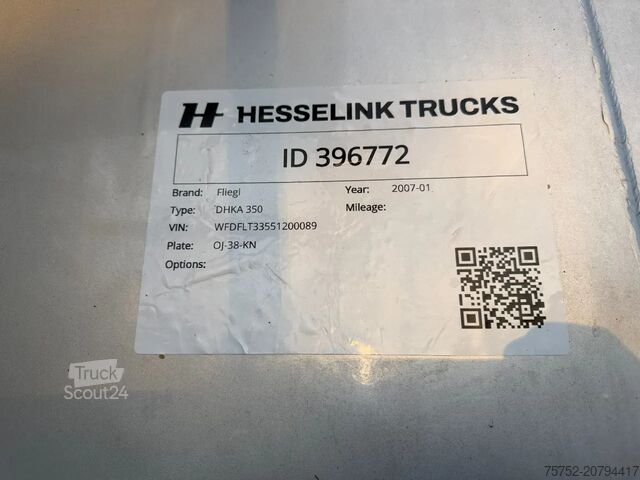 HESSELINK TRUCKS
ID 396772
Brand: Fliegl Year: 2007-01
Type: DHKA 350 Mileage:
VIN: WFDFLT33551200089
Plate: OJ-38-KN
Options:
Truck
Scout24
75752-20794417